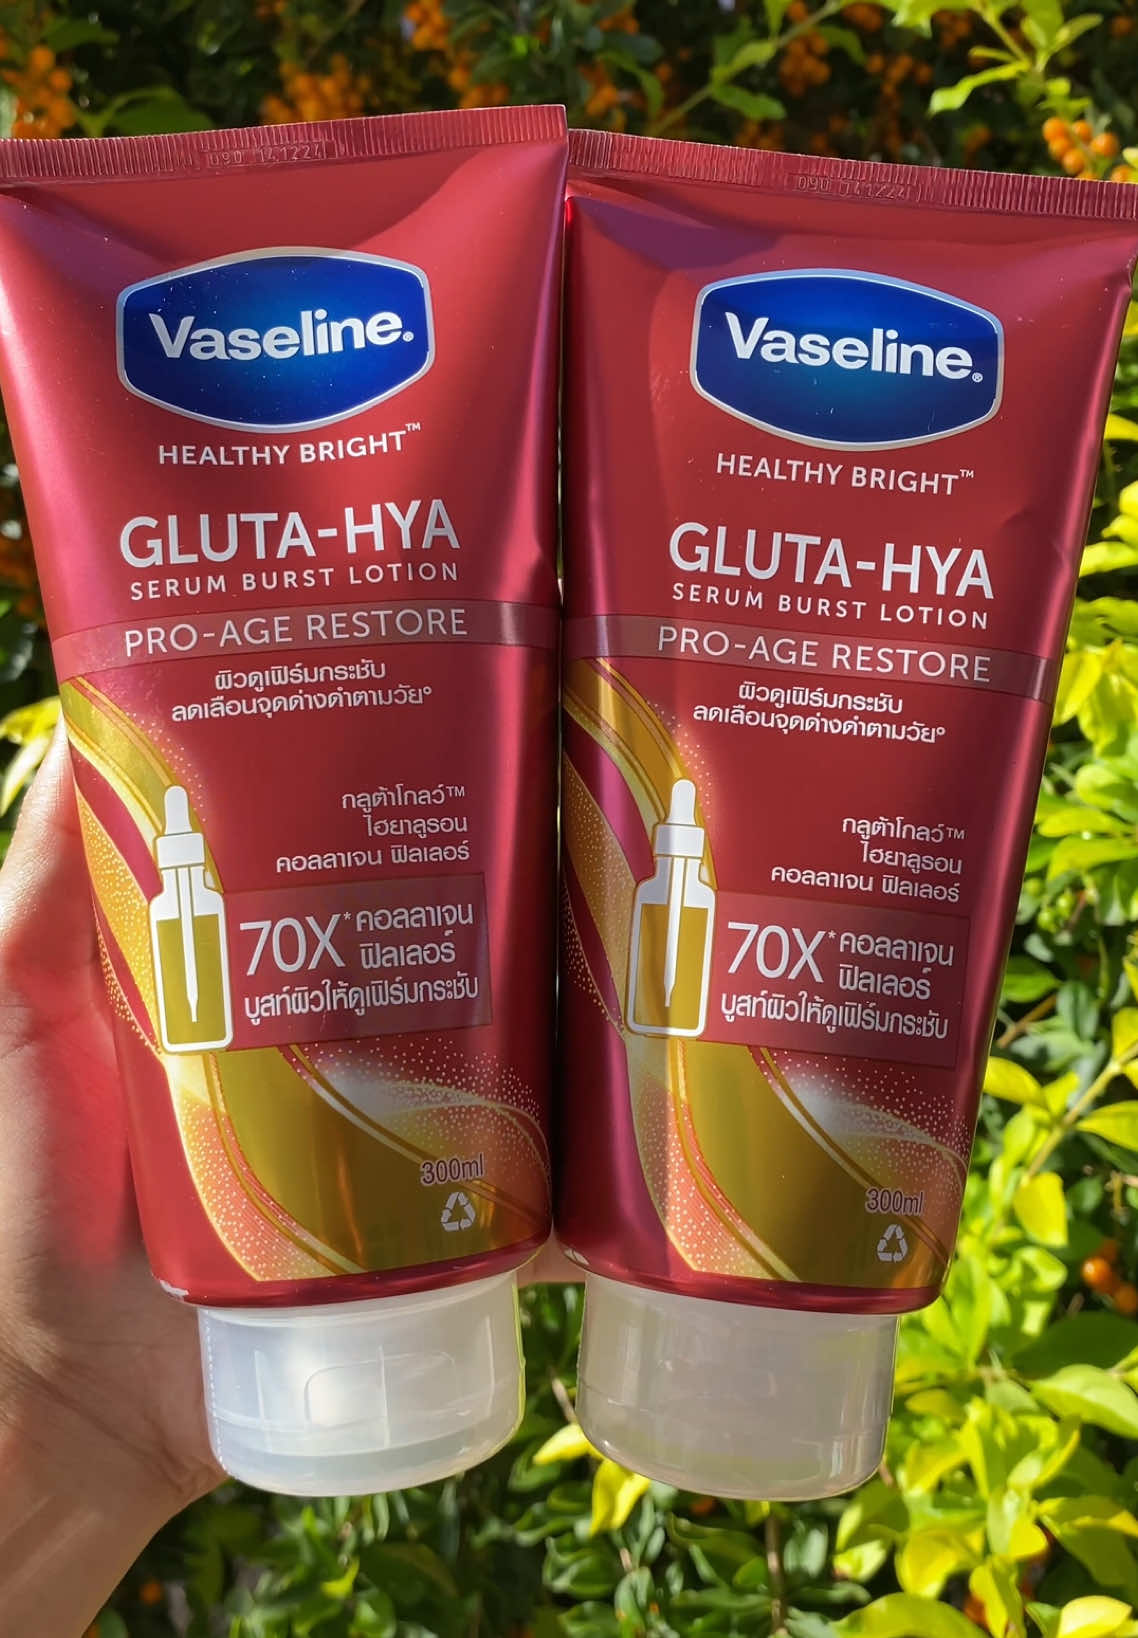 090 141224
Vaseline®
HEALTHY BRIGHT™
GLUTA-HYA
SERUM BURST LOTION
PRO-AGE RESTORE
ผิวดูเฟิร์มกระชับ
ลดเลือนจุดด่างดำตามวัย°
กลูต้าโกลว์™
ไฮยาลูรอน
คอลลาเจน ฟิลเลอร์
70X*คอลลาเจน
ฟิลเลอร์
บูสท์ผิวให้ดูเฟิร์มกระชับ
300ml
090 141224
Vaseline®
HEALTHY BRIGHT™
GLUTA-HYA
SERUM BURST LOTION
PRO-AGE RESTORE
ผิวดูเฟิร์มกระชับ
ลดเลือนจุดด่างดำตามวัย°
กลูต้าโกลว์™
ไฮยาลูรอน
คอลลาเจน ฟิลเลอร์
70X*คอลลาเจน
ฟิลเลอร์
บูสท์ผิวให้ดูเฟิร์มกระชับ
300ml